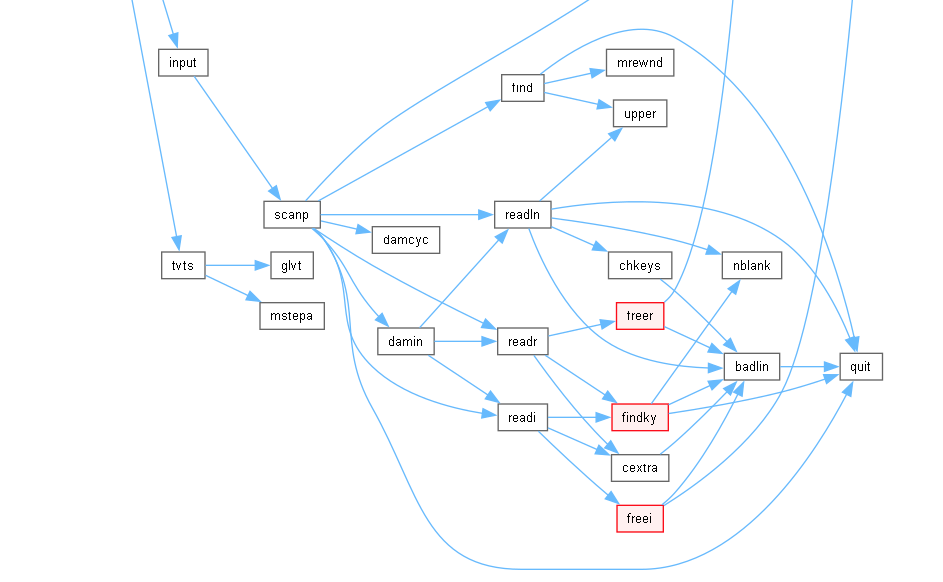 input
mrewnd
find
upper
scanp
readln
damcyc
tvts
glvt
chkeys
nblank
mstepa
freer
damin
readr
badlin
quit
readi
findky
cextra
freei